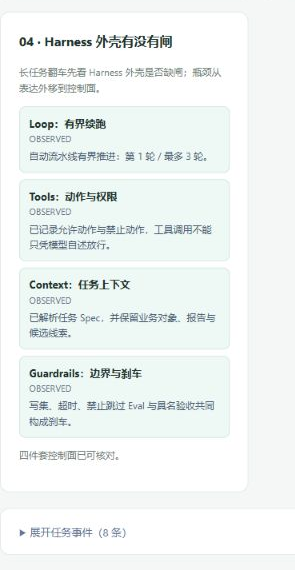 04 · Harness 外壳有没有闸
长任务翻车先看 Harness 外壳是否缺闸；瓶颈从
表达外移到控制面。
Loop：有界续跑
OBSERVED
自动流水线有界推进：第 1 轮 / 最多 3 轮。
Tools：动作与权限
OBSERVED
已记录允许动作与禁止动作，工具调用不能
只凭模型自述放行。
Context：任务上下文
OBSERVED
已解析任务 Spec，并保留业务对象、报告与
候选线索。
Guardrails：边界与刹车
OBSERVED
写集、超时、禁止跳过 Eval 与具名验收共同
构成刹车。
四件套控制面已可核对。
▶ 展开任务事件（8 条）